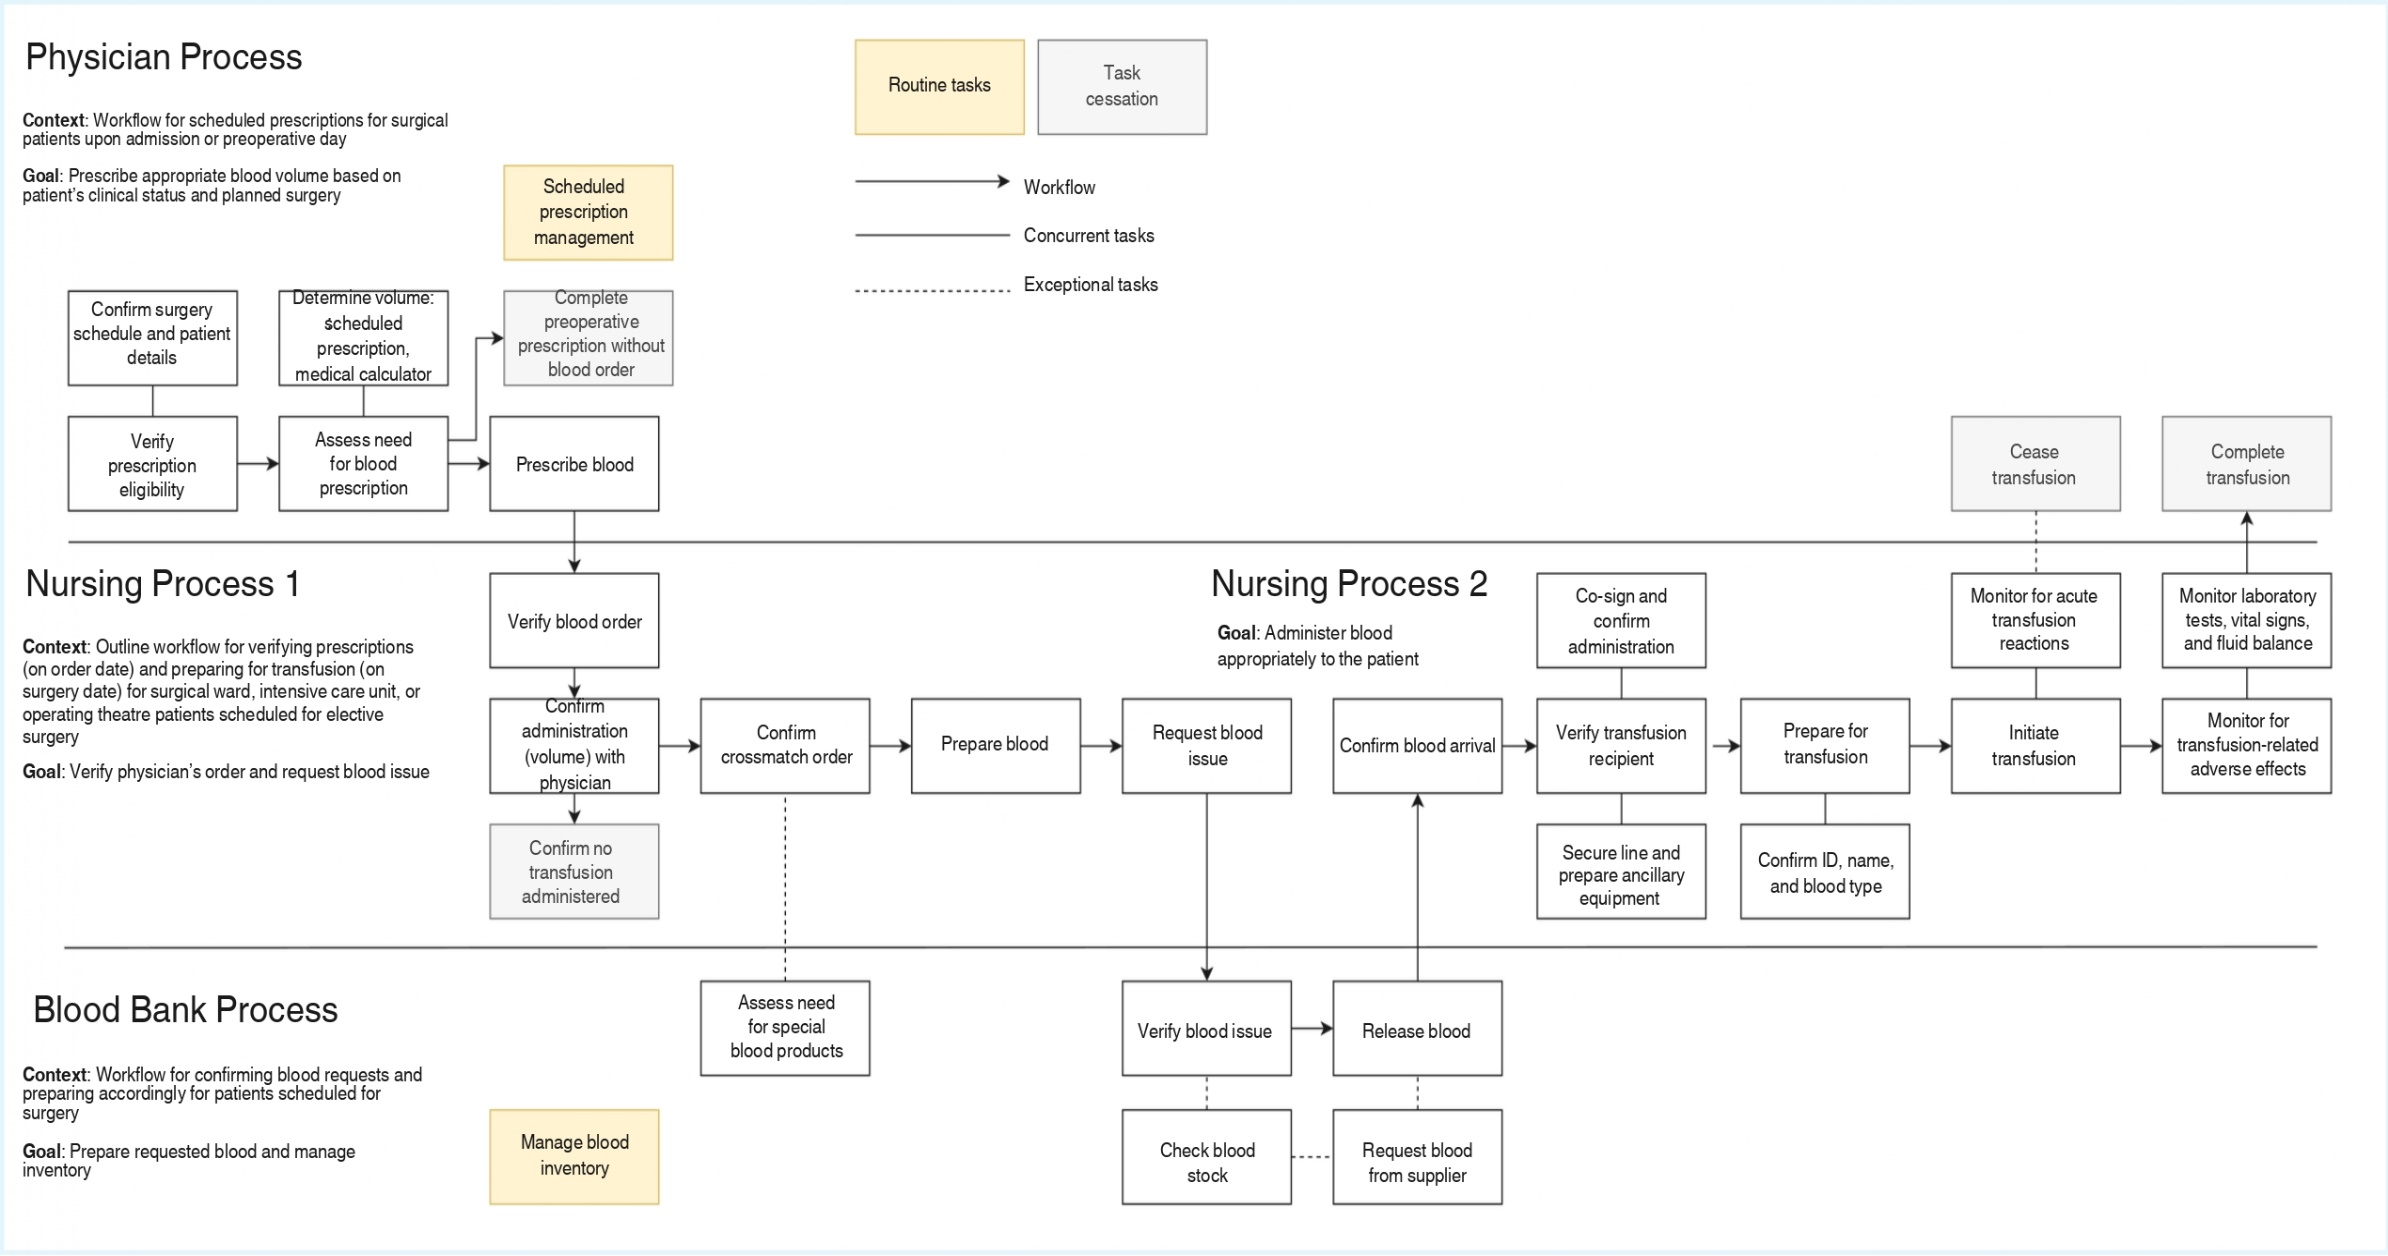 Physician Process
Context: Workflow for scheduled prescriptions for surgical
patients upon admission or preoperative day
Goal: Prescribe appropriate blood volume based on
patient's clinical status and planned surgery
Routine tasks
Task
cessation
Workflow
Concurrent tasks
Exceptional tasks
Scheduled
prescription
management
Confirm surgery
schedule and patient
details
Determine volume:
scheduled
prescription,
medical calculator
Complete
preoperative
prescription without
blood order
Verify
prescription
eligibility
Assess need
for blood
prescription
Prescribe blood
Cease
transfusion
Complete
transfusion
Nursing Process 1
Context: Outline workflow for verifying prescriptions
(on order date) and preparing for transfusion (on
surgery date) for surgical ward, intensive care unit, or
operating theatre patients scheduled for elective
surgery
Goal: Verify physician's order and request blood issue
Verify blood order
Confirm
administration
(volume) with
physician
Confirm
crossmatch order
Prepare blood
Request blood
issue
Confirm no
transfusion
administered
Nursing Process 2
Goal: Administer blood
appropriately to the patient
Co-sign and
confirm
administration
Monitor for acute
transfusion
reactions
Monitor laboratory
tests, vital signs,
and fluid balance
Confirm blood arrival
Verify transfusion
recipient
Prepare for
transfusion
Initiate
transfusion
Monitor for
transfusion-related
adverse effects
Secure line and
prepare ancillary
equipment
Confirm ID, name,
and blood type
Blood Bank Process
Context: Workflow for confirming blood requests and
preparing accordingly for patients scheduled for
surgery
Goal: Prepare requested blood and manage
inventory
Manage blood
inventory
Assess need
for special
blood products
Verify blood issue
Release blood
Check blood
stock
Request blood
from supplier